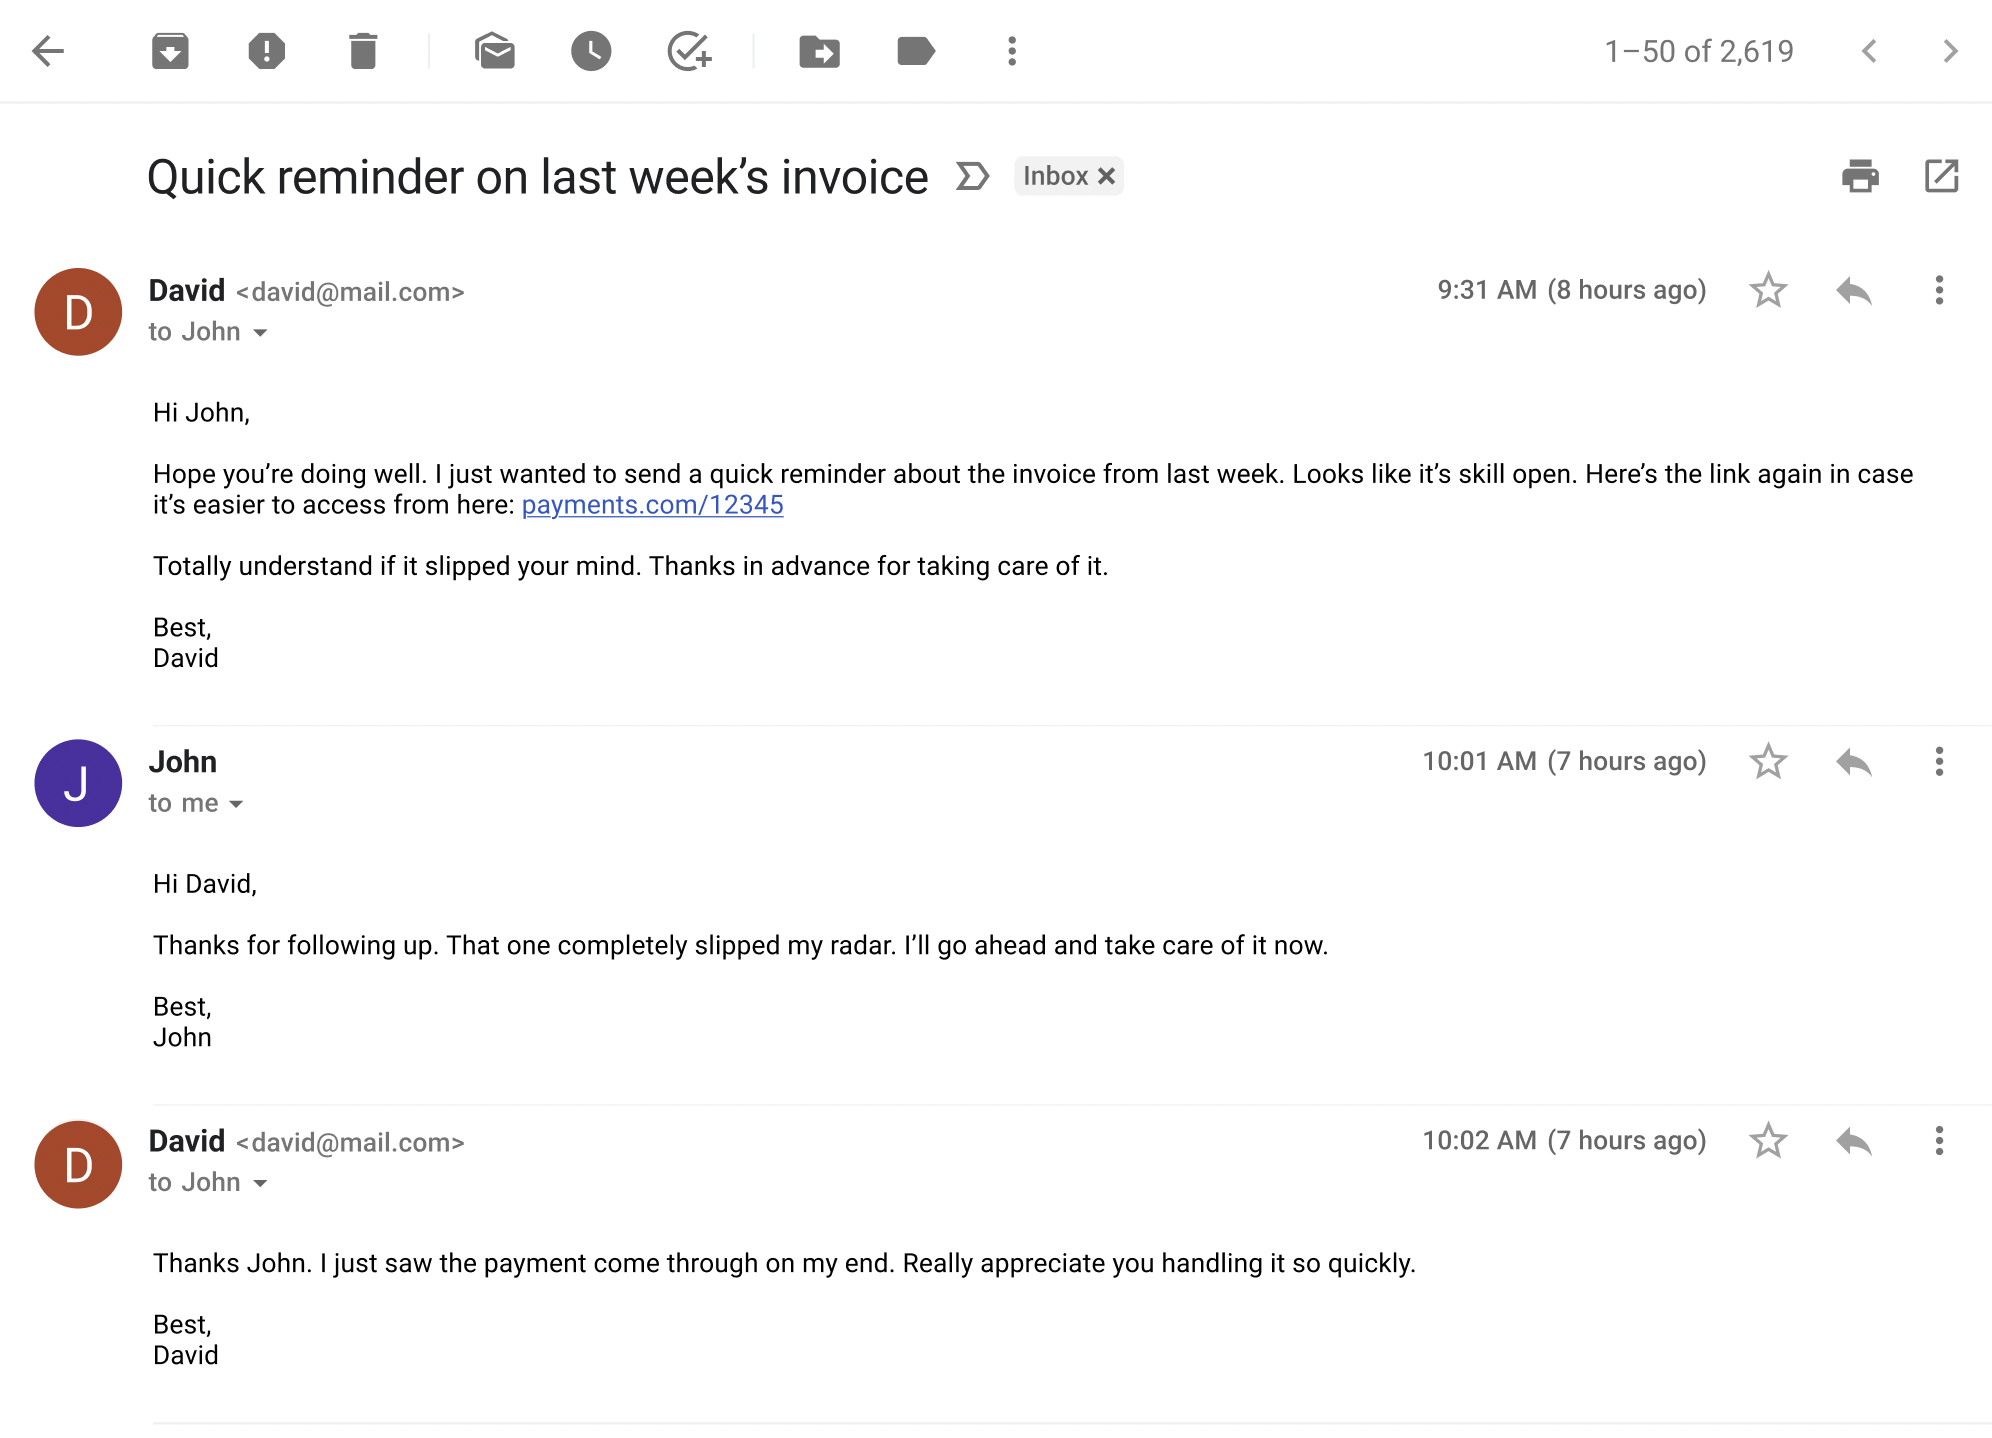 1–50 of 2,619
Quick reminder on last week’s invoice Inbox
D
David <david@mail.com> 9:31 AM (8 hours ago)
to John
Hi John,
Hope you’re doing well. I just wanted to send a quick reminder about the invoice from last week. Looks like it’s skill open. Here’s the link again in case
it’s easier to access from here: payments.com/12345
Totally understand if it slipped your mind. Thanks in advance for taking care of it.
Best,
David
J
John 10:01 AM (7 hours ago)
to me
Hi David,
Thanks for following up. That one completely slipped my radar. I’ll go ahead and take care of it now.
Best,
John
D
David <david@mail.com> 10:02 AM (7 hours ago)
to John
Thanks John. I just saw the payment come through on my end. Really appreciate you handling it so quickly.
Best,
David